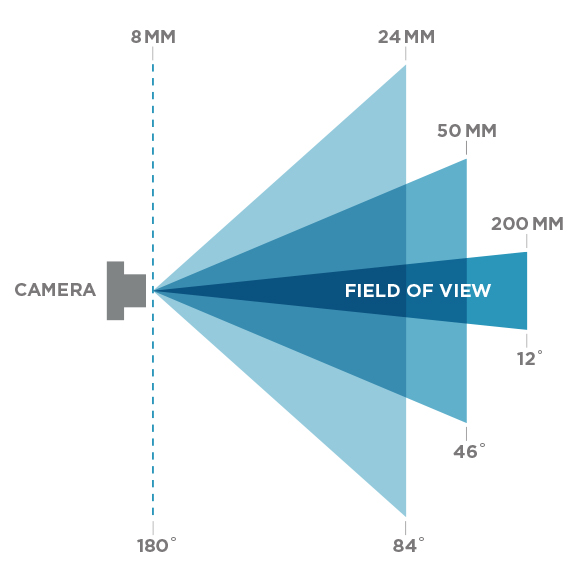 8 MM
24 MM
50 MM
200 MM
CAMERA
FIELD OF VIEW
12°
46°
180°
84°